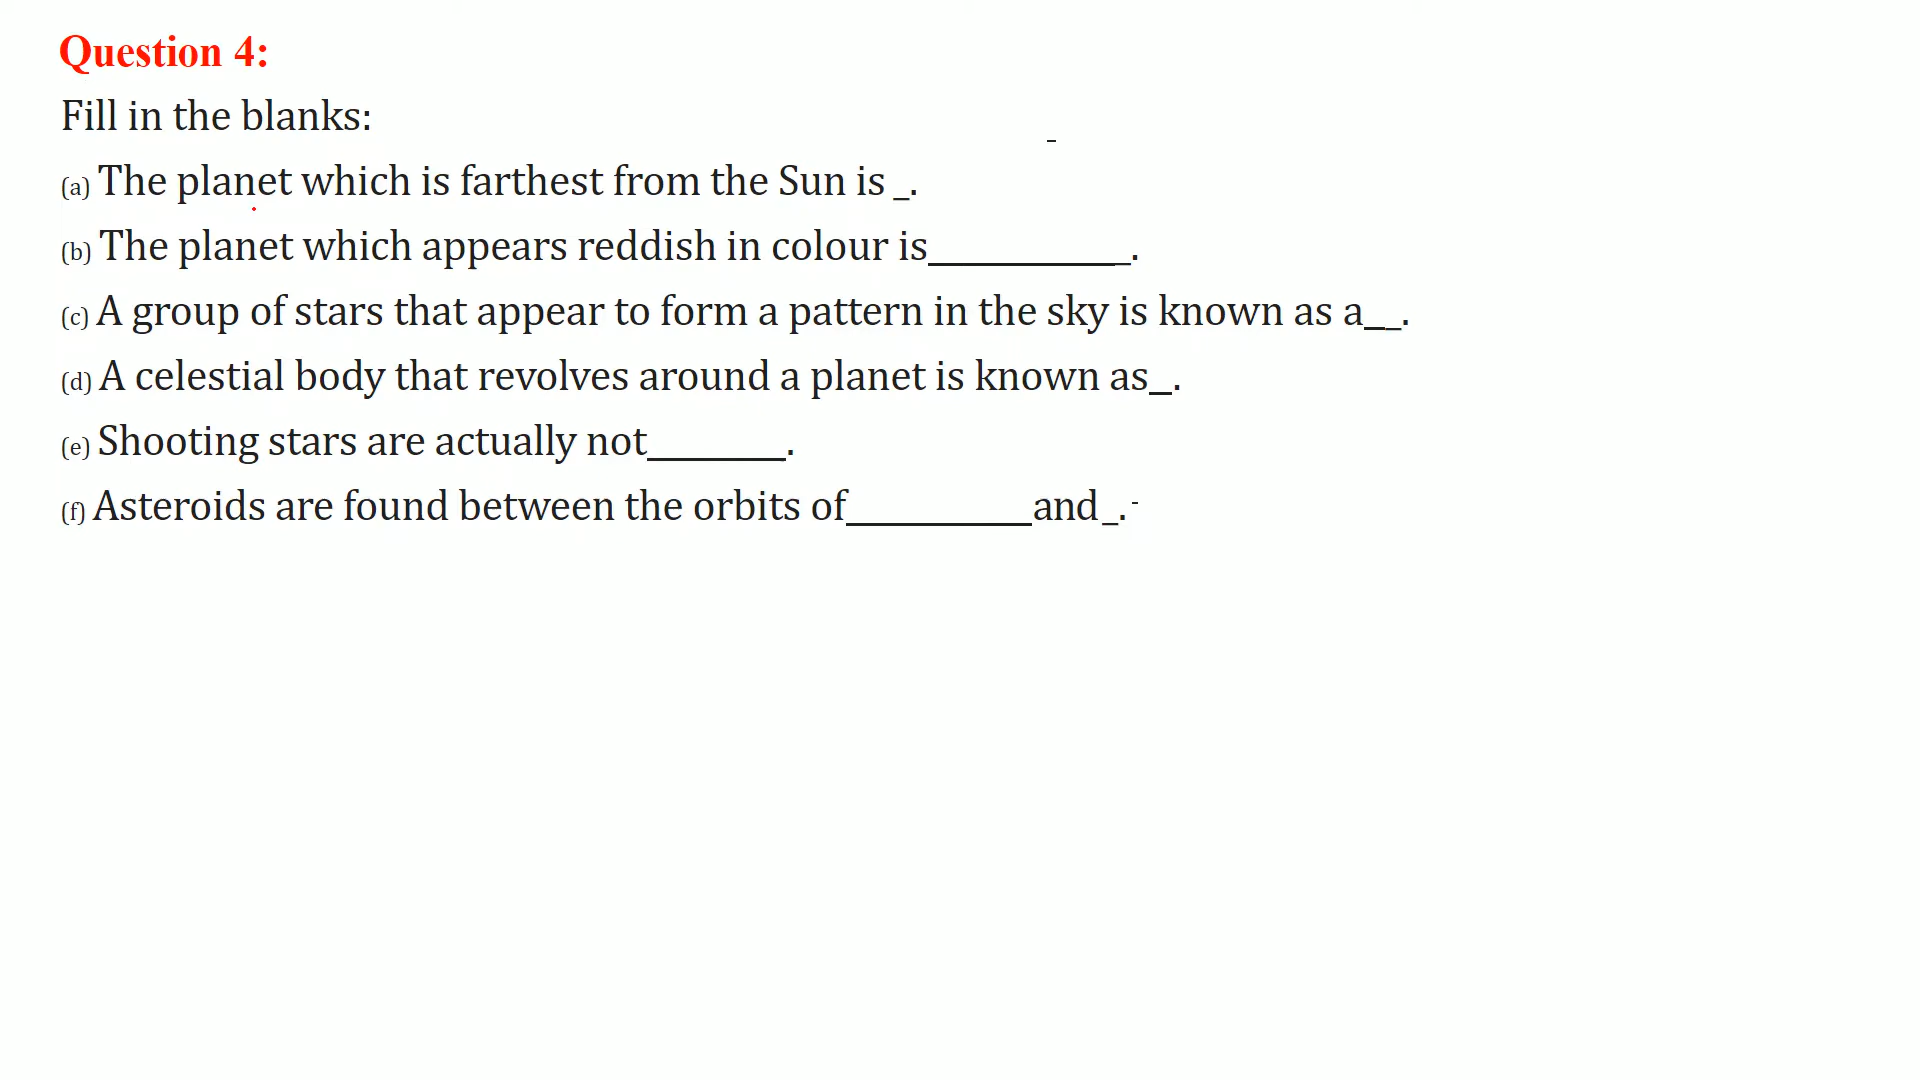 Question 4:
Fill in the blanks:
(a) The planet which is farthest from the Sun is _.
(b) The planet which appears reddish in colour is__________.
(c) A group of stars that appear to form a pattern in the sky is known as a__.
(d) A celestial body that revolves around a planet is known as_.
(e) Shooting stars are actually not_______.
(f) Asteroids are found between the orbits of_________and_.-